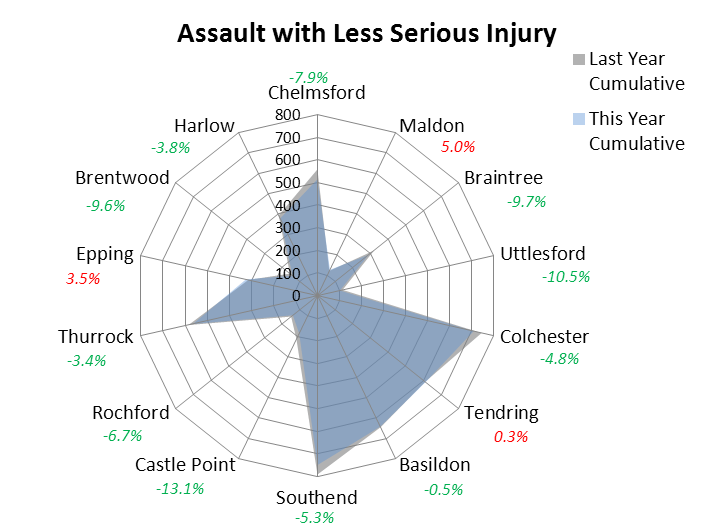 Assault with Less Serious Injury
Last Year
Cumulative
This Year
Cumulative
-7.9%
Chelmsford
Maldon
5.0%
Braintree
-9.7%
Uttlesford
-10.5%
Colchester
-4.8%
Tendring
0.3%
Basildon
-0.5%
Southend
-5.3%
Castle Point
-13.1%
Rochford
-6.7%
Thurrock
-3.4%
Epping
3.5%
Brentwood
-9.6%
Harlow
-3.8%
800
700
600
500
400
300
200
100
0